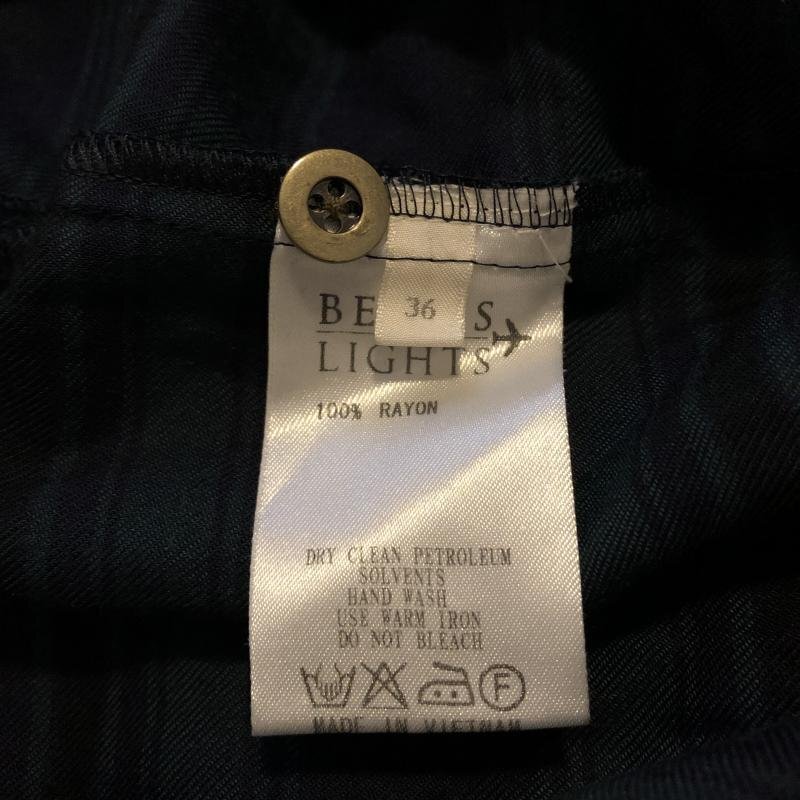 BE S
36
LIGHTS
100% RAYON
DRY CLEAN PETROLEUM
SOLVENTS
HAND WASH
USE WARM IRON
DO NOT BLEACH
F
MADE IN VIETNAM